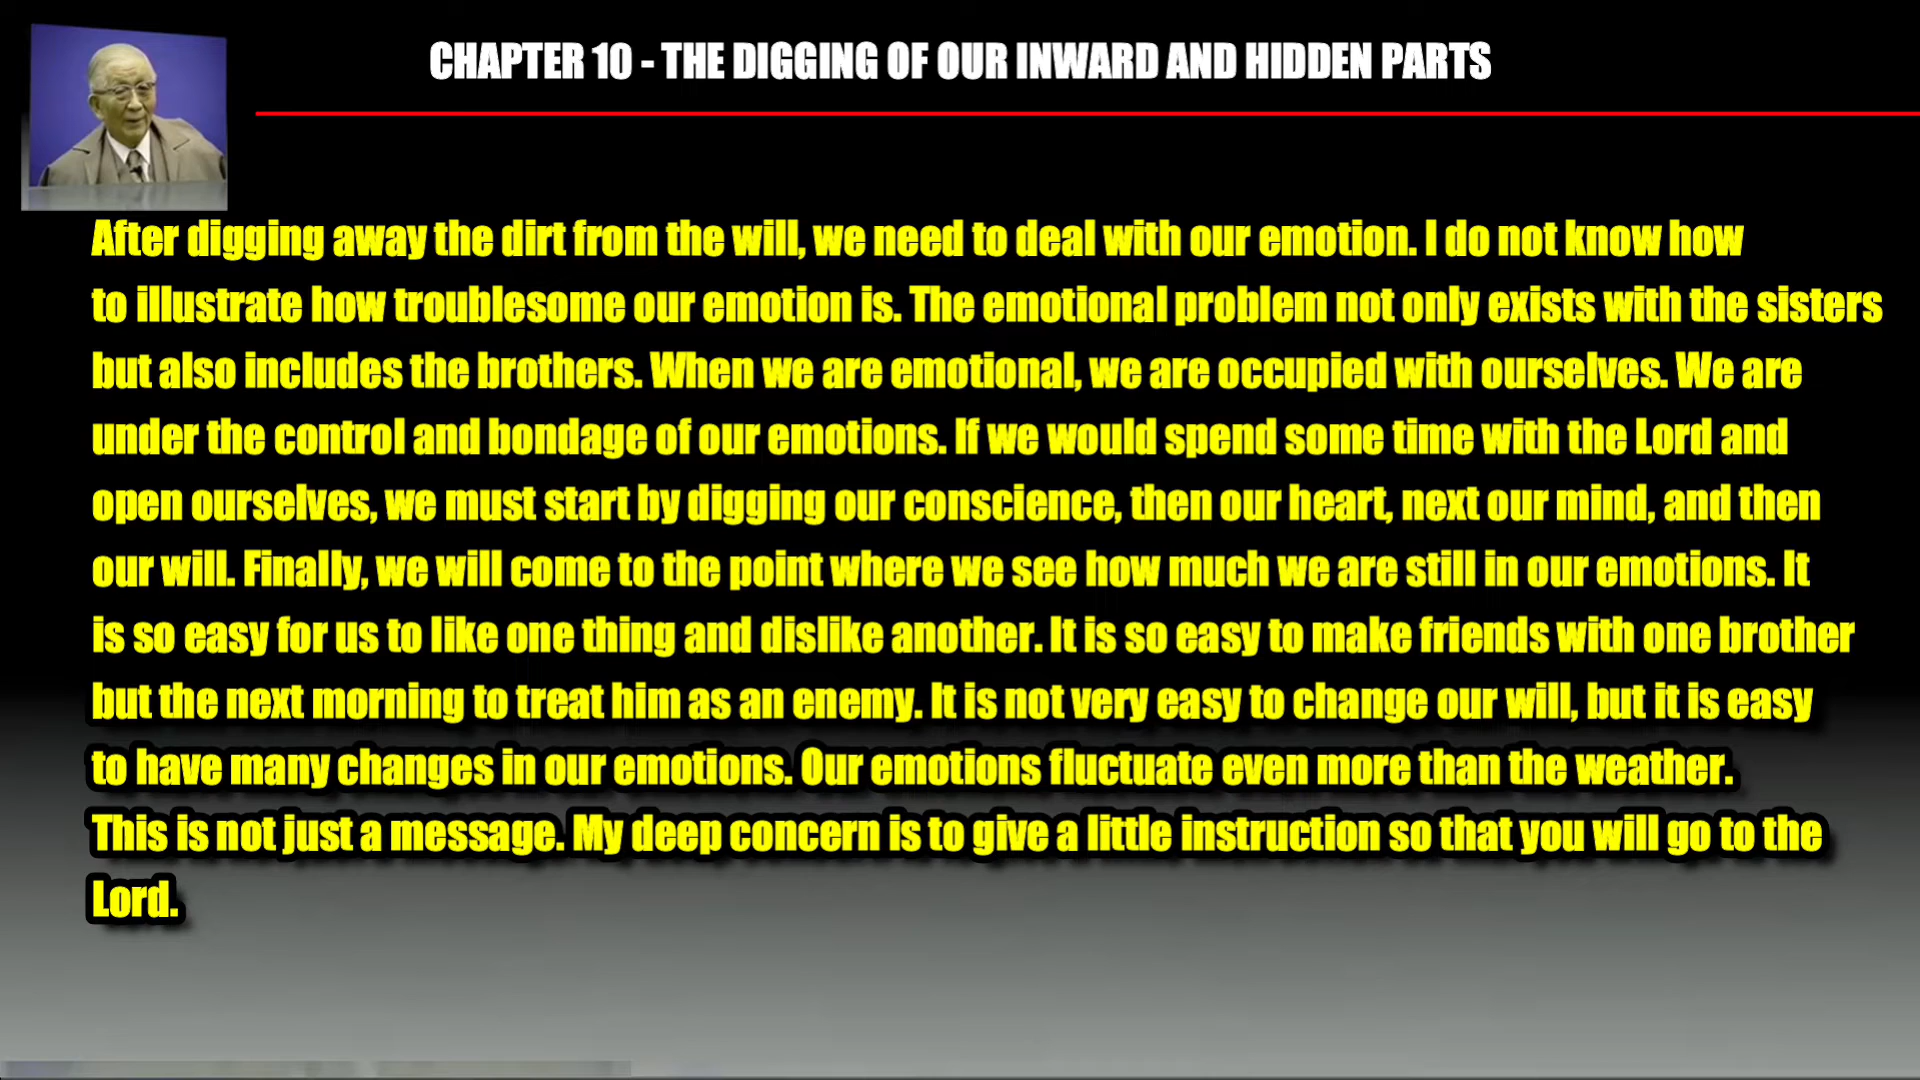 CHAPTER 10 - THE DIGGING OF OUR INWARD AND HIDDEN PARTS
After digging away the dirt from the will, we need to deal with our emotion. I do not know how
to illustrate how troublesome our emotion is. The emotional problem not only exists with the sisters
but also includes the brothers. When we are emotional, we are occupied with ourselves. We are
under the control and bondage of our emotions. If we would spend some time with the Lord and
open ourselves, we must start by digging our conscience, then our heart, next our mind, and then
our will. Finally, we will come to the point where we see how much we are still in our emotions. It
is so easy for us to like one thing and dislike another. It is so easy to make friends with one brother
but the next morning to treat him as an enemy. It is not very easy to change our will, but it is easy
to have many changes in our emotions. Our emotions fluctuate even more than the weather.
This is not just a message. My deep concern is to give a little instruction so that you will go to the
Lord.